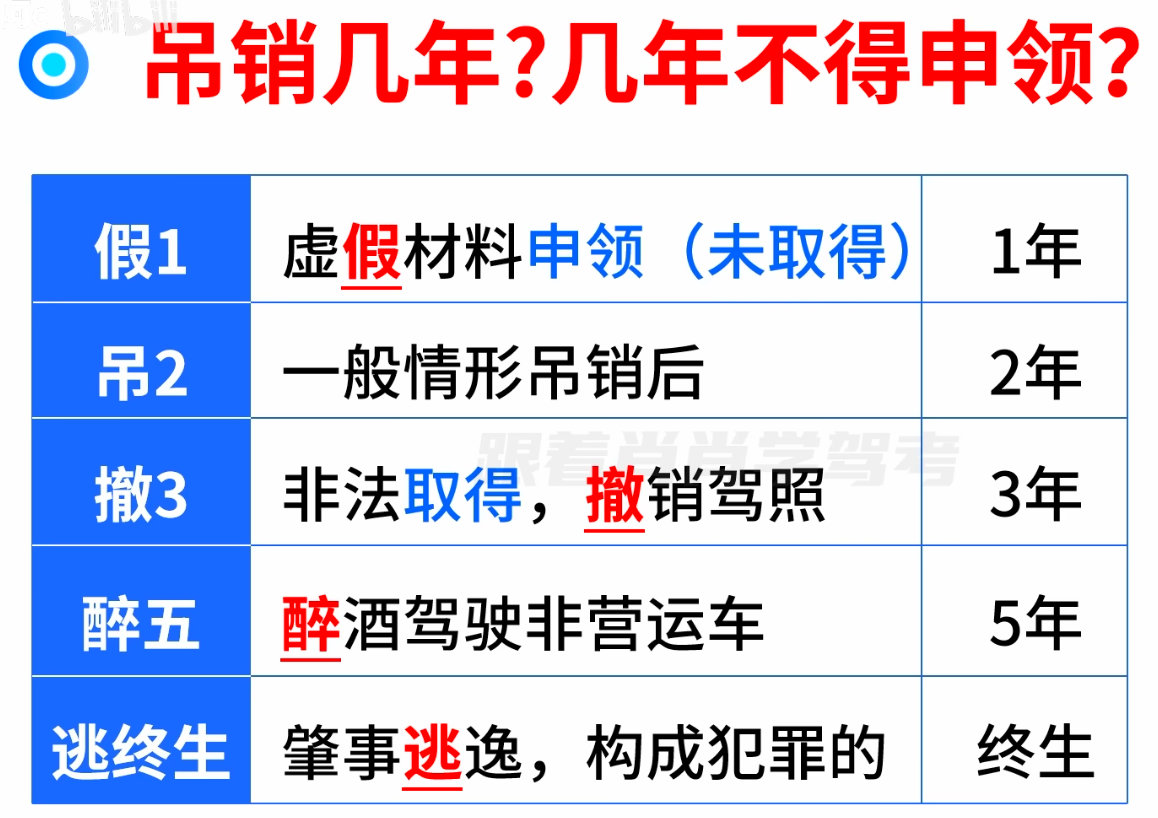 bilibili
吊销几年?几年不得申领?
假1 虚假材料申领（未取得） 1年
吊2 一般情形吊销后 2年
跟着肖肖学驾考
撤3 非法取得，撤销驾照 3年
醉五 醉酒驾驶非营运车 5年
逃终生 肇事逃逸，构成犯罪的 终生